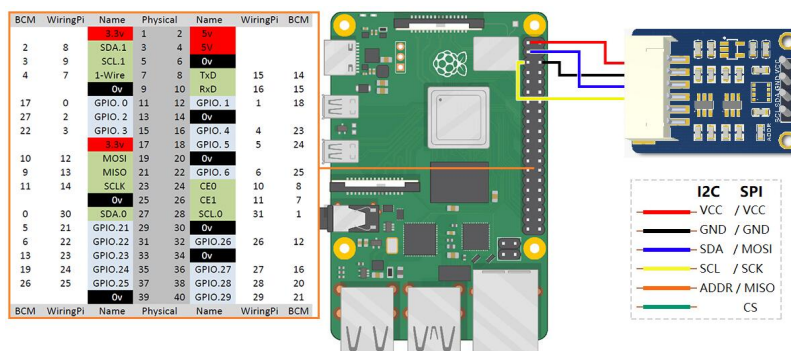 BCM WiringPi Name Physical Name WiringPi BCM
3.3v 1 2 5v
2 8 SDA.1 3 4 5V
3 9 SCL.1 5 6 0v
4 7 1-Wire 7 8 TxD 15 14
0v 9 10 RxD 16 15
17 0 GPIO. 0 11 12 GPIO. 1 1 18
27 2 GPIO. 2 13 14 0v
22 3 GPIO. 3 15 16 GPIO. 4 4 23
3.3v 17 18 GPIO. 5 5 24
10 12 MOSI 19 20 0v
9 13 MISO 21 22 GPIO. 6 6 25
11 14 SCLK 23 24 CE0 10 8
0v 25 26 CE1 11 7
0 30 SDA.0 27 28 SCL.0 31 1
5 21 GPIO.21 29 30 0v
6 22 GPIO.22 31 32 GPIO.26 26 12
13 23 GPIO.23 33 34 0v
19 24 GPIO.24 35 36 GPIO.27 27 16
26 25 GPIO.25 37 38 GPIO.28 28 20
0v 39 40 GPIO.29 29 21
BCM WiringPi Name Physical Name WiringPi BCM
SCL SDA GND VCC
ADDR
I2C SPI
VCC / VCC
GND / GND
SDA / MOSI
SCL / SCK
ADDR / MISO
CS